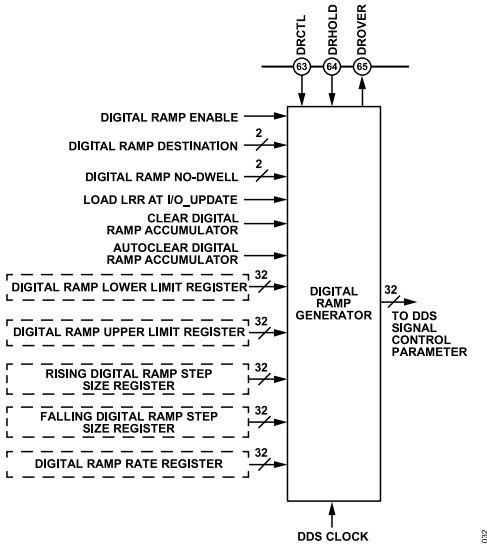 DRCTL
DRHOLD
DROVER
63
64
65
DIGITAL RAMP ENABLE
2
DIGITAL RAMP DESTINATION
2
DIGITAL RAMP NO-DWELL
LOAD LRR AT I/O_UPDATE
CLEAR DIGITAL
RAMP ACCUMULATOR
AUTOCLEAR DIGITAL
RAMP ACCUMULATOR
32
DIGITAL RAMP LOWER LIMIT REGISTER
32
DIGITAL RAMP UPPER LIMIT REGISTER
32
RISING DIGITAL RAMP STEP
SIZE REGISTER
32
FALLING DIGITAL RAMP STEP
SIZE REGISTER
32
DIGITAL RAMP RATE REGISTER
DIGITAL
RAMP
GENERATOR
32
TO DDS
SIGNAL
CONTROL
PARAMETER
DDS CLOCK
032